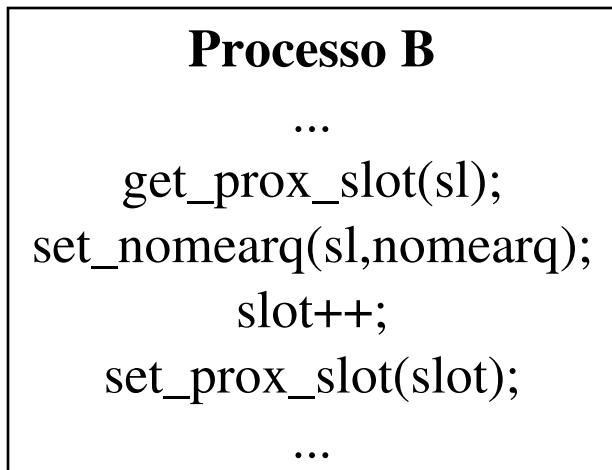 Processo B
...
get_prox_slot(sl);
set_nomearq(sl,nomearq);
slot++;
set_prox_slot(slot);
...